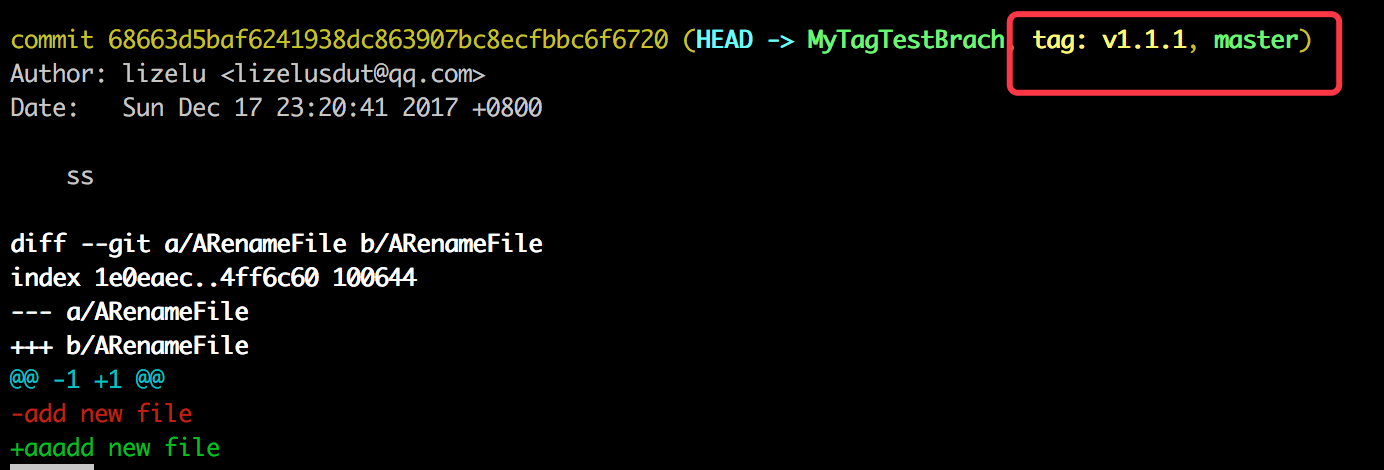 commit 68663d5baf6241938dc863907bc8ecfbbc6f6720 (HEAD -> MyTagTestBrach, tag: v1.1.1, master)
Author: lizelu <lizelusdut@qq.com>
Date:   Sun Dec 17 23:20:41 2017 +0800
ss
diff --git a/ARenameFile b/ARenameFile
index 1e0eaec..4ff6c60 100644
--- a/ARenameFile
+++ b/ARenameFile
@@ -1 +1 @@
-add new file
+aaadd new file